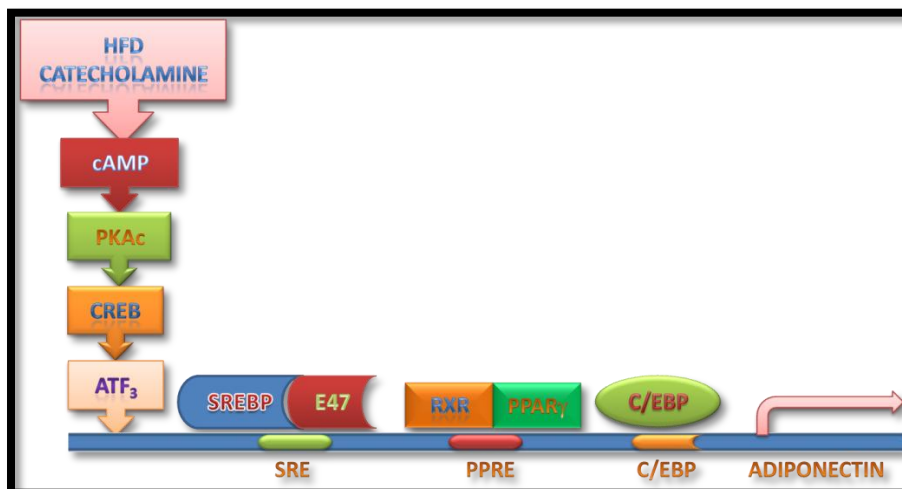 HFD
CATECHOLAMINE
cAMP
PKAc
CREB
ATF₃
SREBP
E47
RXR
PPARγ
C/EBP
SRE
PPRE
C/EBP
ADIPONECTIN